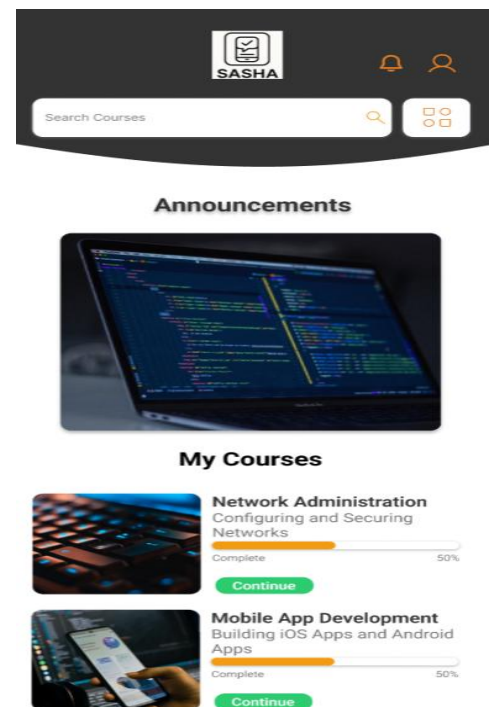 SASHA
Search Courses
Announcements
My Courses
Network Administration
Configuring and Securing
Networks
Complete 50%
Continue
Mobile App Development
Building iOS Apps and Android
Apps
Complete 50%
Continue